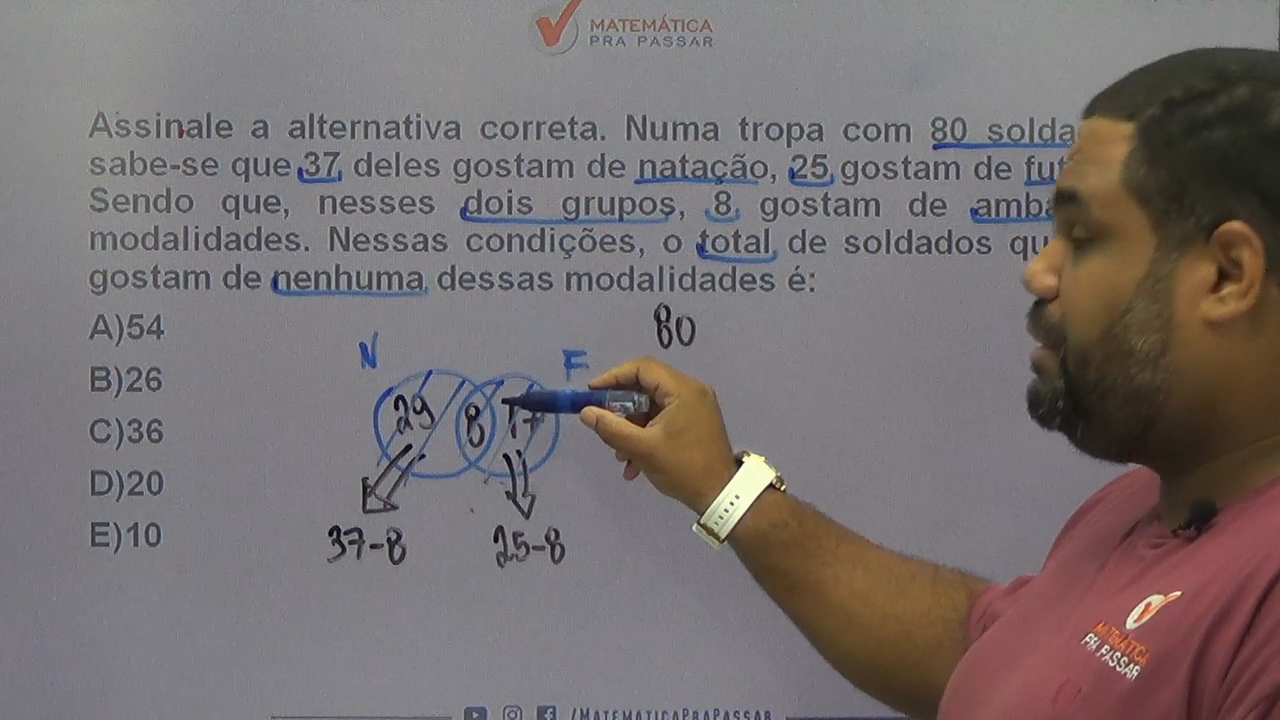 MATEMÁTICA
PRA PASSAR
Assinale a alternativa correta. Numa tropa com 80
sabe-se que 37 deles gostam de natação, 25 gostam de
Sendo que, nesses dois grupos, 8 gostam de
modalidades. Nessas condições, o total de soldados
gostam de nenhuma dessas modalidades é:
A)54
80
N
F
B)26
29 8 17
C)36
D)20
37-8 25-8
E)10
MATEMÁTICA
PRA PASSAR
/MATEMATICAPRAPASSAR